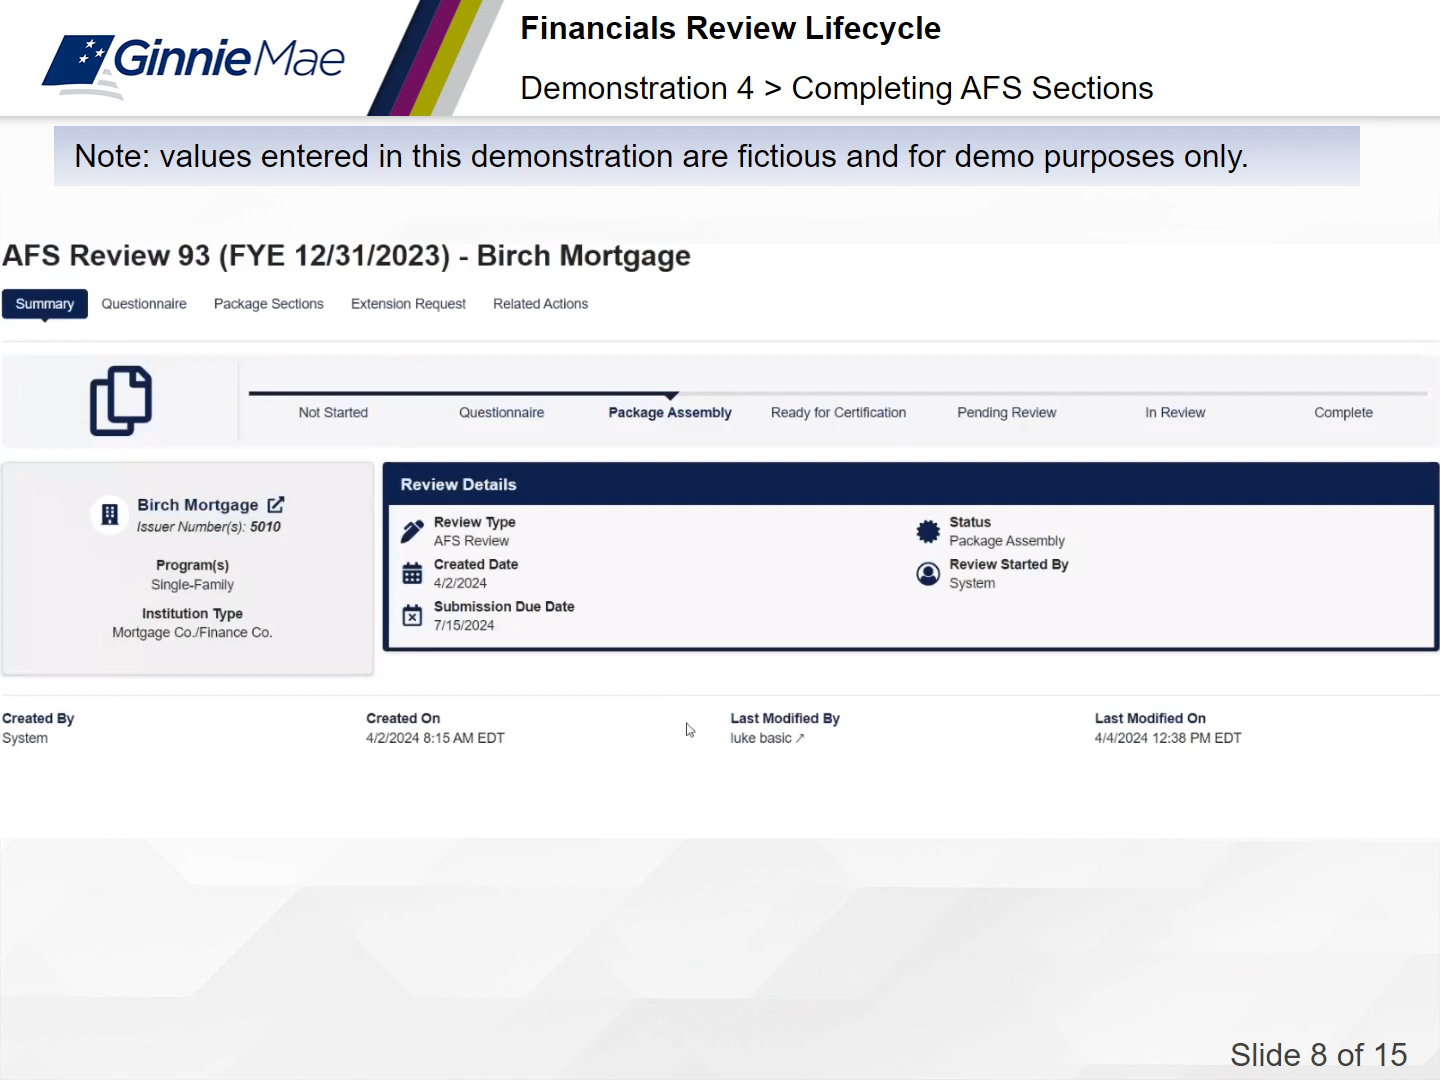 GinnieMae
Financials Review Lifecycle
Demonstration 4 > Completing AFS Sections
Note: values entered in this demonstration are fictious and for demo purposes only.
AFS Review 93 (FYE 12/31/2023) - Birch Mortgage
Summary Questionnaire Package Sections Extension Request Related Actions
Not Started Questionnaire Package Assembly Ready for Certification Pending Review In Review Complete
Birch Mortgage
Issuer Number(s): 5010
Program(s)
Single-Family
Institution Type
Mortgage Co./Finance Co.
Review Details
Review Type
AFS Review
Created Date
4/2/2024
Submission Due Date
7/15/2024
Status
Package Assembly
Review Started By
System
Created By
System
Created On
4/2/2024 8:15 AM EDT
Last Modified By
luke basic ↗
Last Modified On
4/4/2024 12:38 PM EDT
Slide 8 of 15